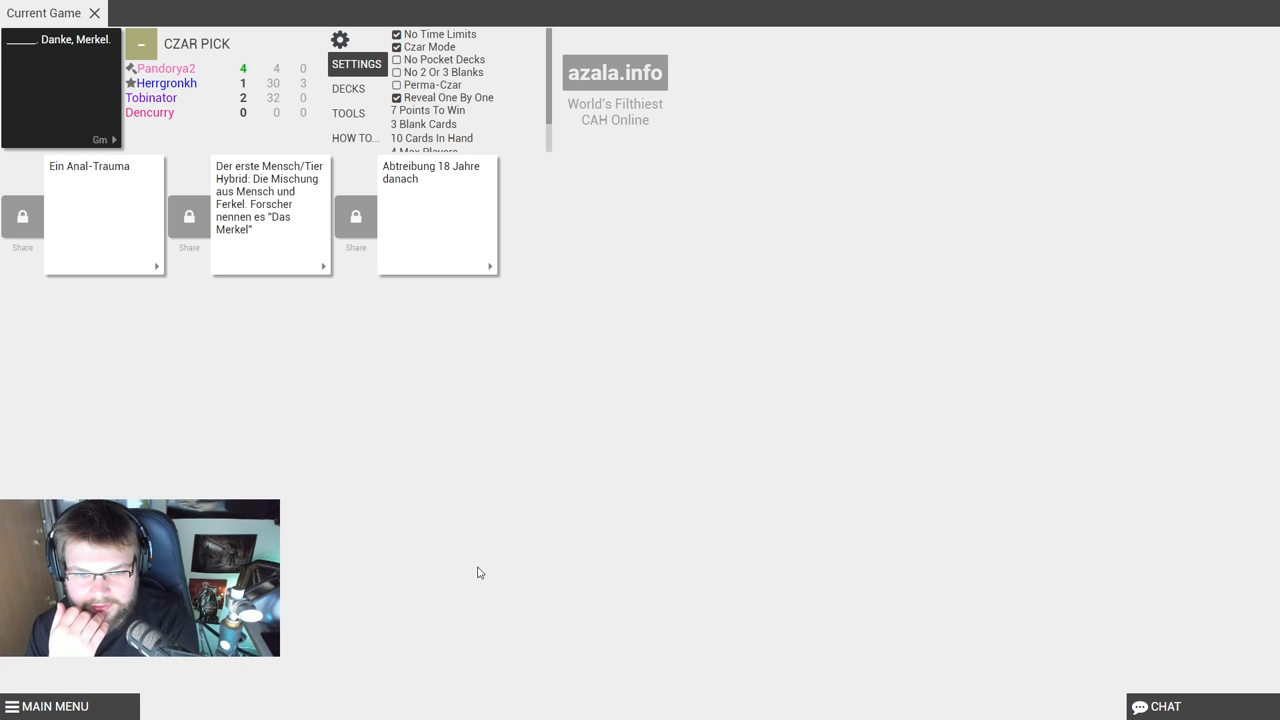 Current Game
_____. Danke, Merkel.
Gm
–
CZAR PICK
Pandorya2 4 4 0
Herrgronkh 1 30 3
Tobinator 2 32 0
Dencurry 0 0 0
SETTINGS
DECKS
TOOLS
HOW TO...
No Time Limits
Czar Mode
No Pocket Decks
No 2 Or 3 Blanks
Perma-Czar
Reveal One By One
7 Points To Win
3 Blank Cards
10 Cards In Hand
4 Max Players
azala.info
World's Filthiest
CAH Online
Share
Ein Anal-Trauma
Share
Der erste Mensch/Tier
Hybrid: Die Mischung
aus Mensch und
Ferkel. Forscher
nennen es "Das
Merkel"
Share
Abtreibung 18 Jahre
danach
MAIN MENU
CHAT